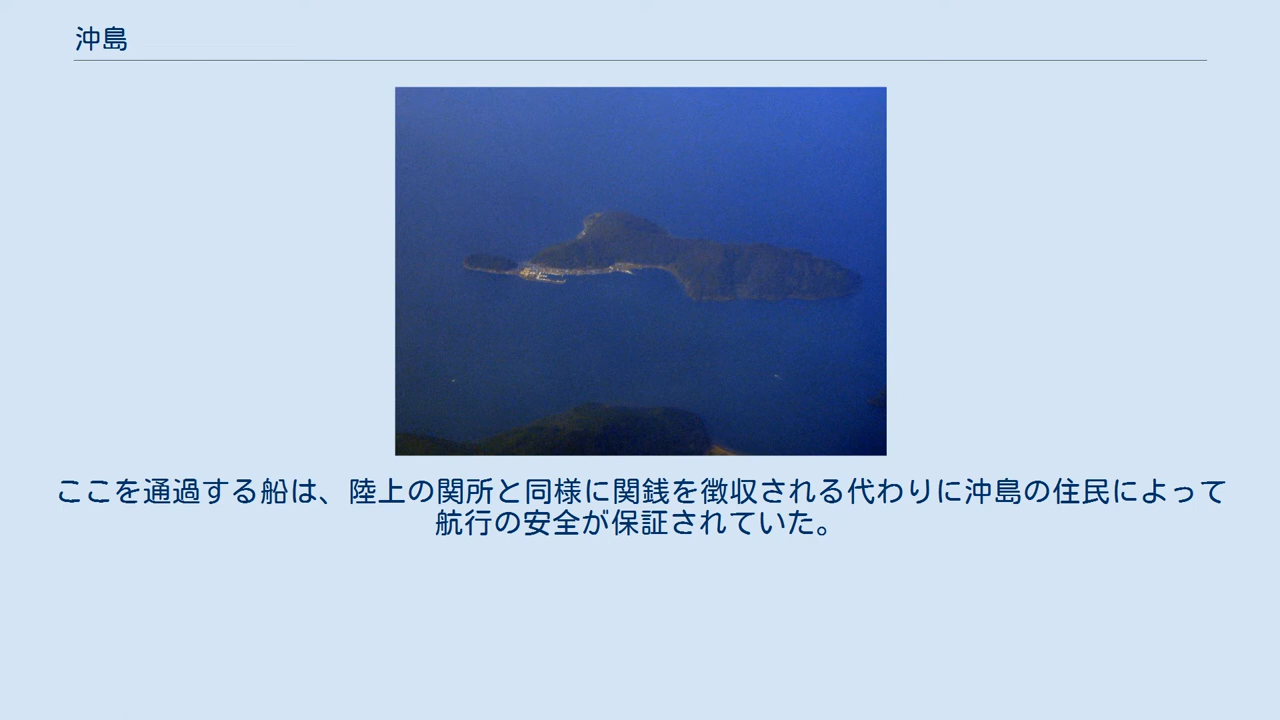 沖島
ここを通過する船は、陸上の関所と同様に関銭を徴収される代わりに沖島の住民によって
航行の安全が保証されていた。